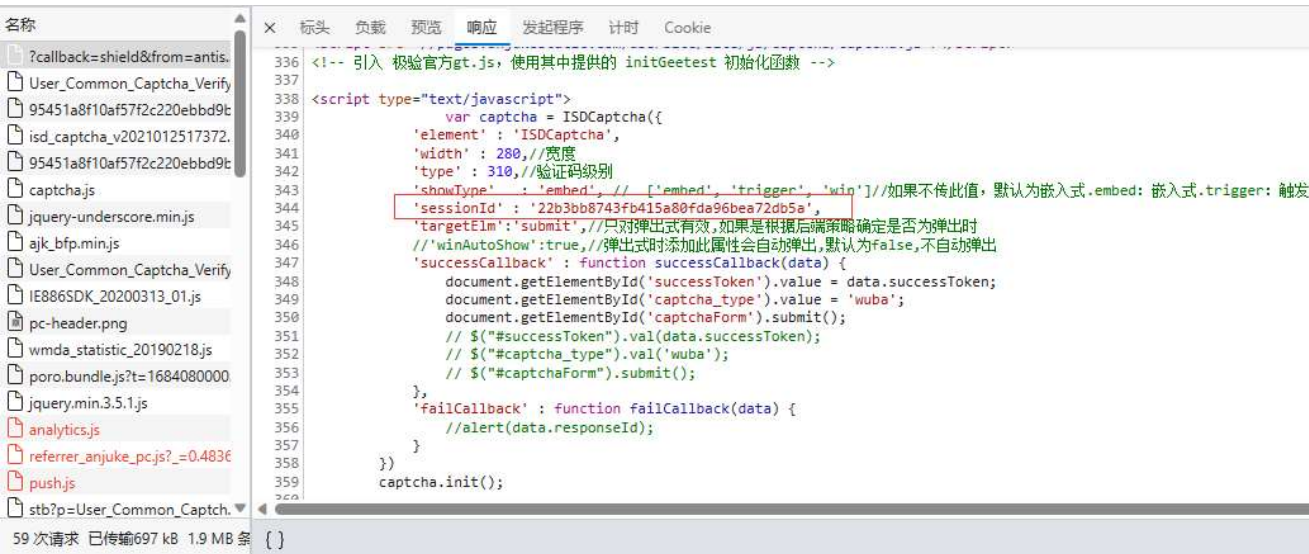 名称
× 标头 负载 预览 响应 发起程序 计时 Cookie
?callback=shield&from=antis.
User_Common_Captcha_Verify
95451a8f10af57f2c220ebbd9b
isd_captcha_v2021012517372.
95451a8f10af57f2c220ebbd9b
captcha.js
jquery-underscore.min.js
ajk_bfp.min.js
User_Common_Captcha_Verify
IE886SDK_20200313_01.js
pc-header.png
wmda_statistic_20190218.js
poro.bundle.js?t=1684080000
jquery.min.3.5.1.js
analytics.js
referrer_anjuke_pc.js?_=0.4836
push.js
stb?p=User_Common_Captch.
59 次请求 已传输697 kB 1.9 MB 条
336 <!-- 引入 极验官方gt.js，使用其中提供的 initGeetest 初始化函数 -->
337
338 <script type="text/javascript">
339 var captcha = ISDCaptcha({
340 'element' : 'ISDCaptcha',
341 'width' : 280,//宽度
342 'type' : 310,//验证码级别
343 'showType' : 'embed', // ['embed', 'trigger', 'win']//如果不传此值，默认为嵌入式.embed: 嵌入式.trigger: 触发
344 'sessionId' : '22b3bb8743fb415a80fda96bea72db5a',
345 'targetElm':'submit',//只对弹出式有效,如果是根据后端策略确定是否为弹出时
346 //'winAutoShow':true,//弹出式时添加此属性会自动弹出,默认为false,不自动弹出
347 'successCallback' : function successCallback(data) {
348 document.getElementById('successToken').value = data.successToken;
349 document.getElementById('captcha_type').value = 'wuba';
350 document.getElementById('captchaForm').submit();
351 // $("#successToken").val(data.successToken);
352 // $("#captcha_type").val('wuba');
353 // $("#captchaForm").submit();
354 },
355 'failCallback' : function failCallback(data) {
356 //alert(data.responseId);
357 }
358 })
359 captcha.init();
{ }